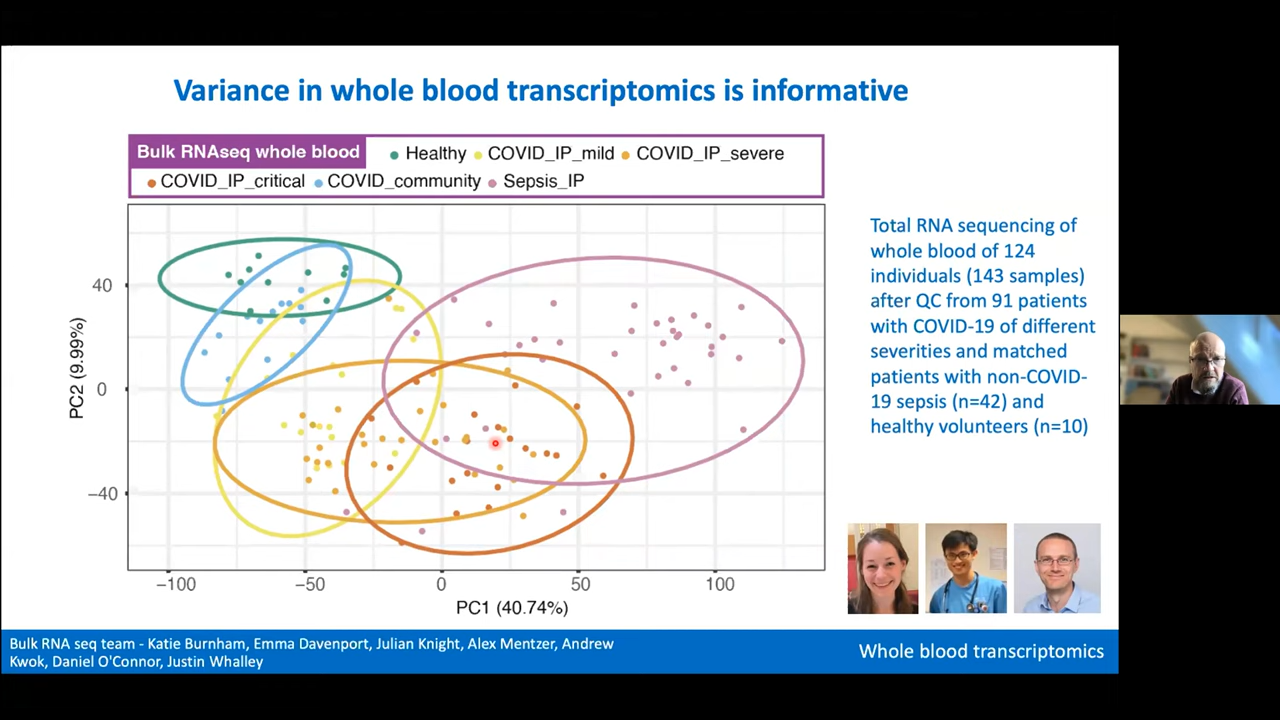 Variance in whole blood transcriptomics is informative
Bulk RNAseq whole blood
Healthy COVID_IP_mild COVID_IP_severe
COVID_IP_critical COVID_community Sepsis_IP
PC2 (9.99%)
40
0
−40
−100 −50 0 50 100
PC1 (40.74%)
Total RNA sequencing of
whole blood of 124
individuals (143 samples)
after QC from 91 patients
with COVID-19 of different
severities and matched
patients with non-COVID-
19 sepsis (n=42) and
healthy volunteers (n=10)
Bulk RNA seq team - Katie Burnham, Emma Davenport, Julian Knight, Alex Mentzer, Andrew
Kwok, Daniel O'Connor, Justin Whalley
Whole blood transcriptomics